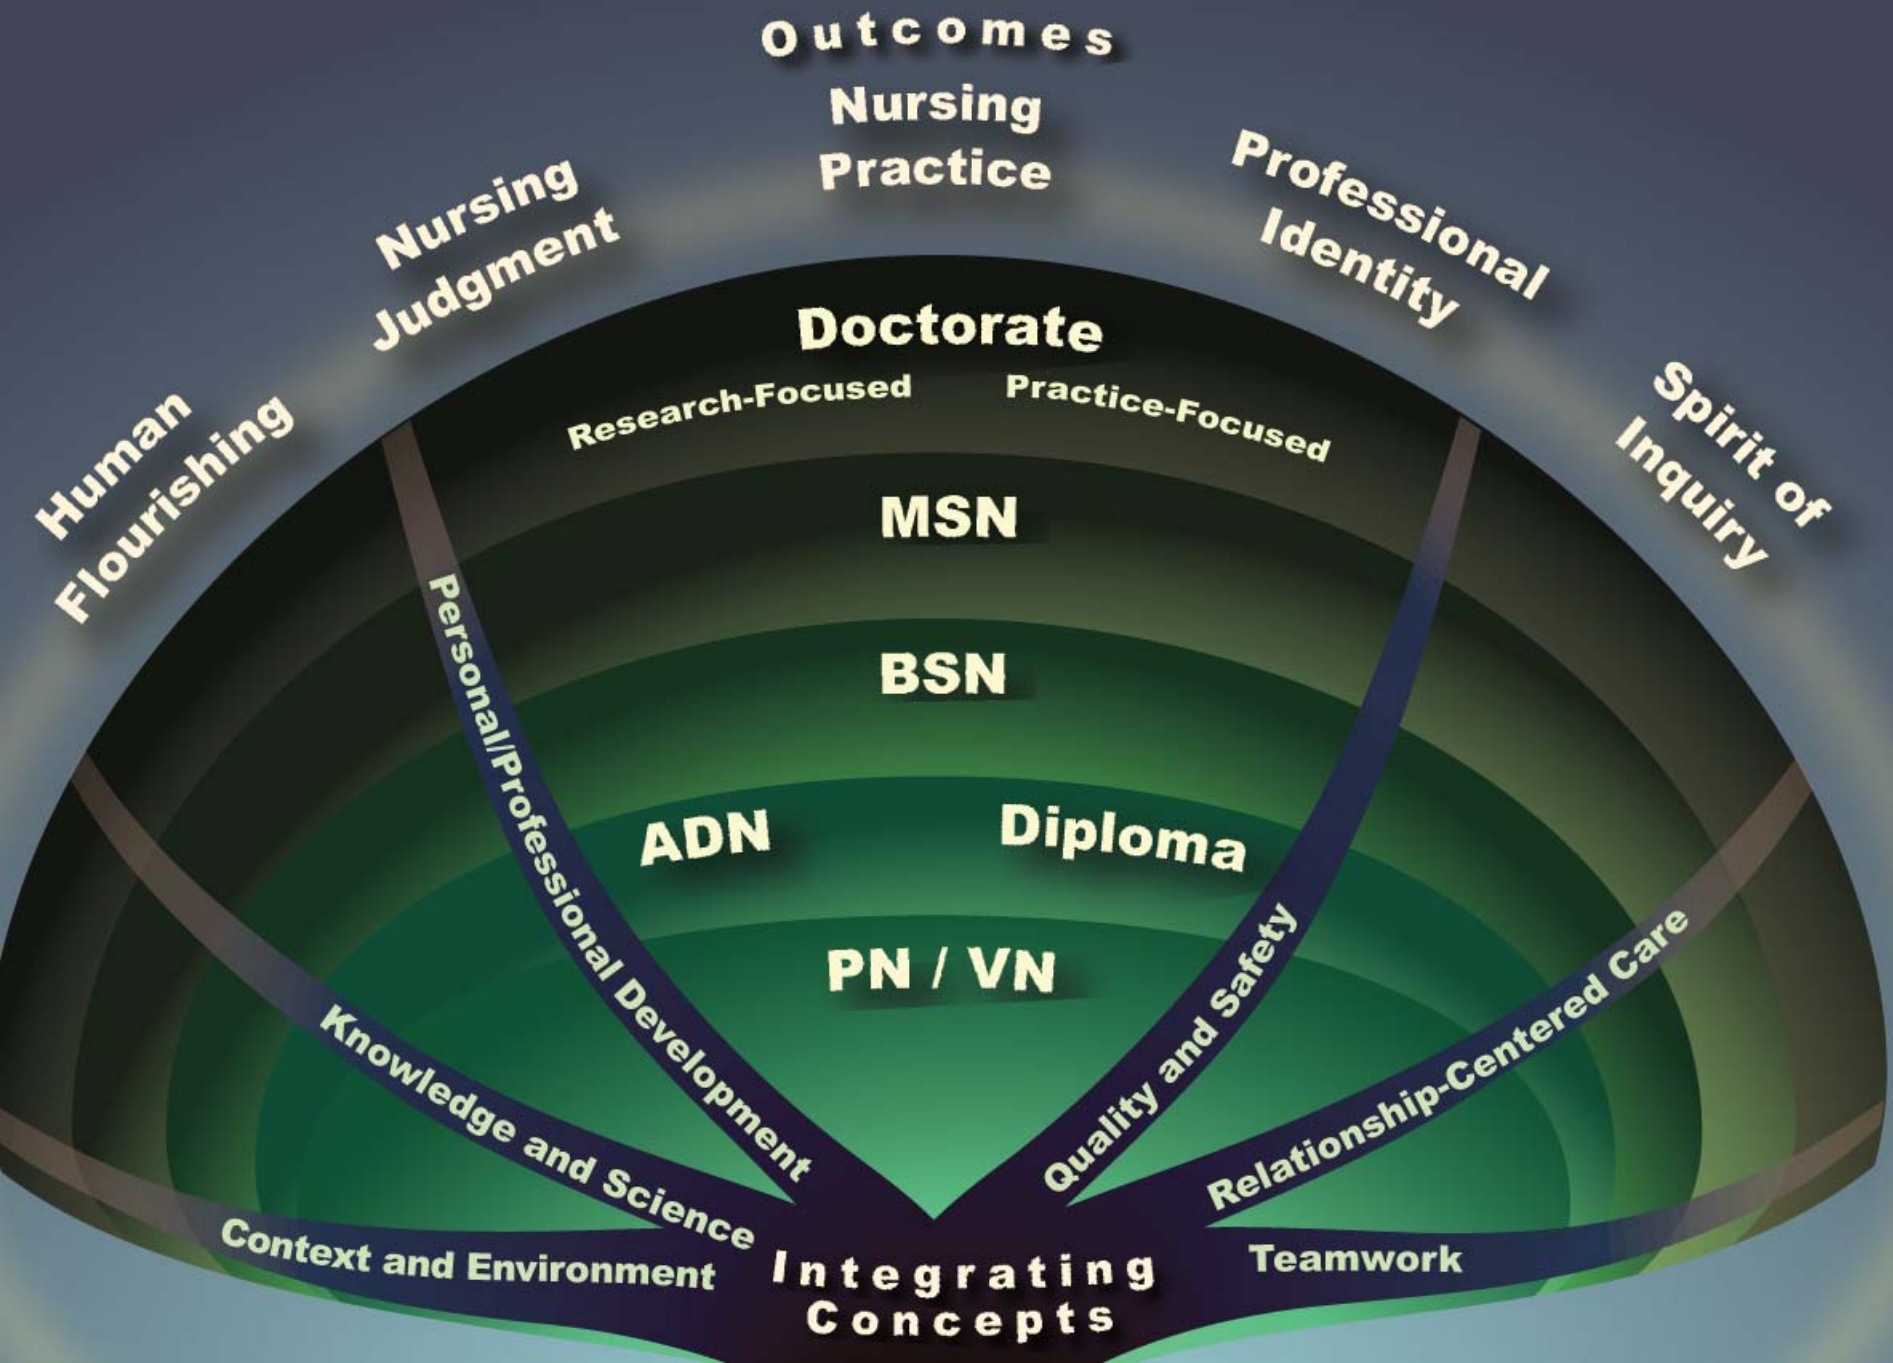 Outcomes
Nursing
Practice
Nursing
Judgment
Professional
Identity
Human
Flourishing
Spirit of
Inquiry
Doctorate
Research-Focused
Practice-Focused
MSN
BSN
ADN
Diploma
PN / VN
Personal/Professional Development
Quality and Safety
Knowledge and Science
Relationship-Centered Care
Context and Environment
Teamwork
Integrating
Concepts